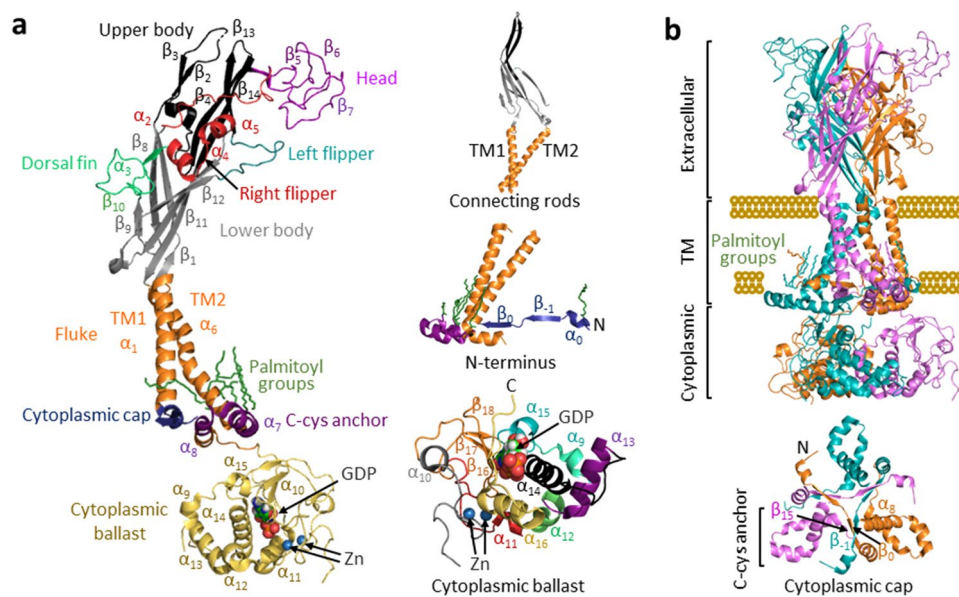 a
Upper body
β3
β13
β2
β4
β14
β5
β6
Head
β7
α2
α5
α4
β8
Left flipper
Dorsal fin
α3
β10
Right flipper
β12
β11
β9
Lower body
β1
TM1
TM2
Fluke
α1
α6
Palmitoyl
groups
Cytoplasmic cap
α7
C-cys anchor
α8
α15
α10
GDP
α9
Cytoplasmic
ballast
α14
α13
α12
α11
Zn
TM1
TM2
Connecting rods
β0
β-1
α0
N
N-terminus
C
β18
α15
GDP
α9
α13
β17
α10
β16
α14
Zn
α11
α16
α12
Cytoplasmic ballast
b
Extracellular
TM
Palmitoyl
groups
Cytoplasmic
N
C-cys anchor
β15
α8
β-1
β0
Cytoplasmic cap